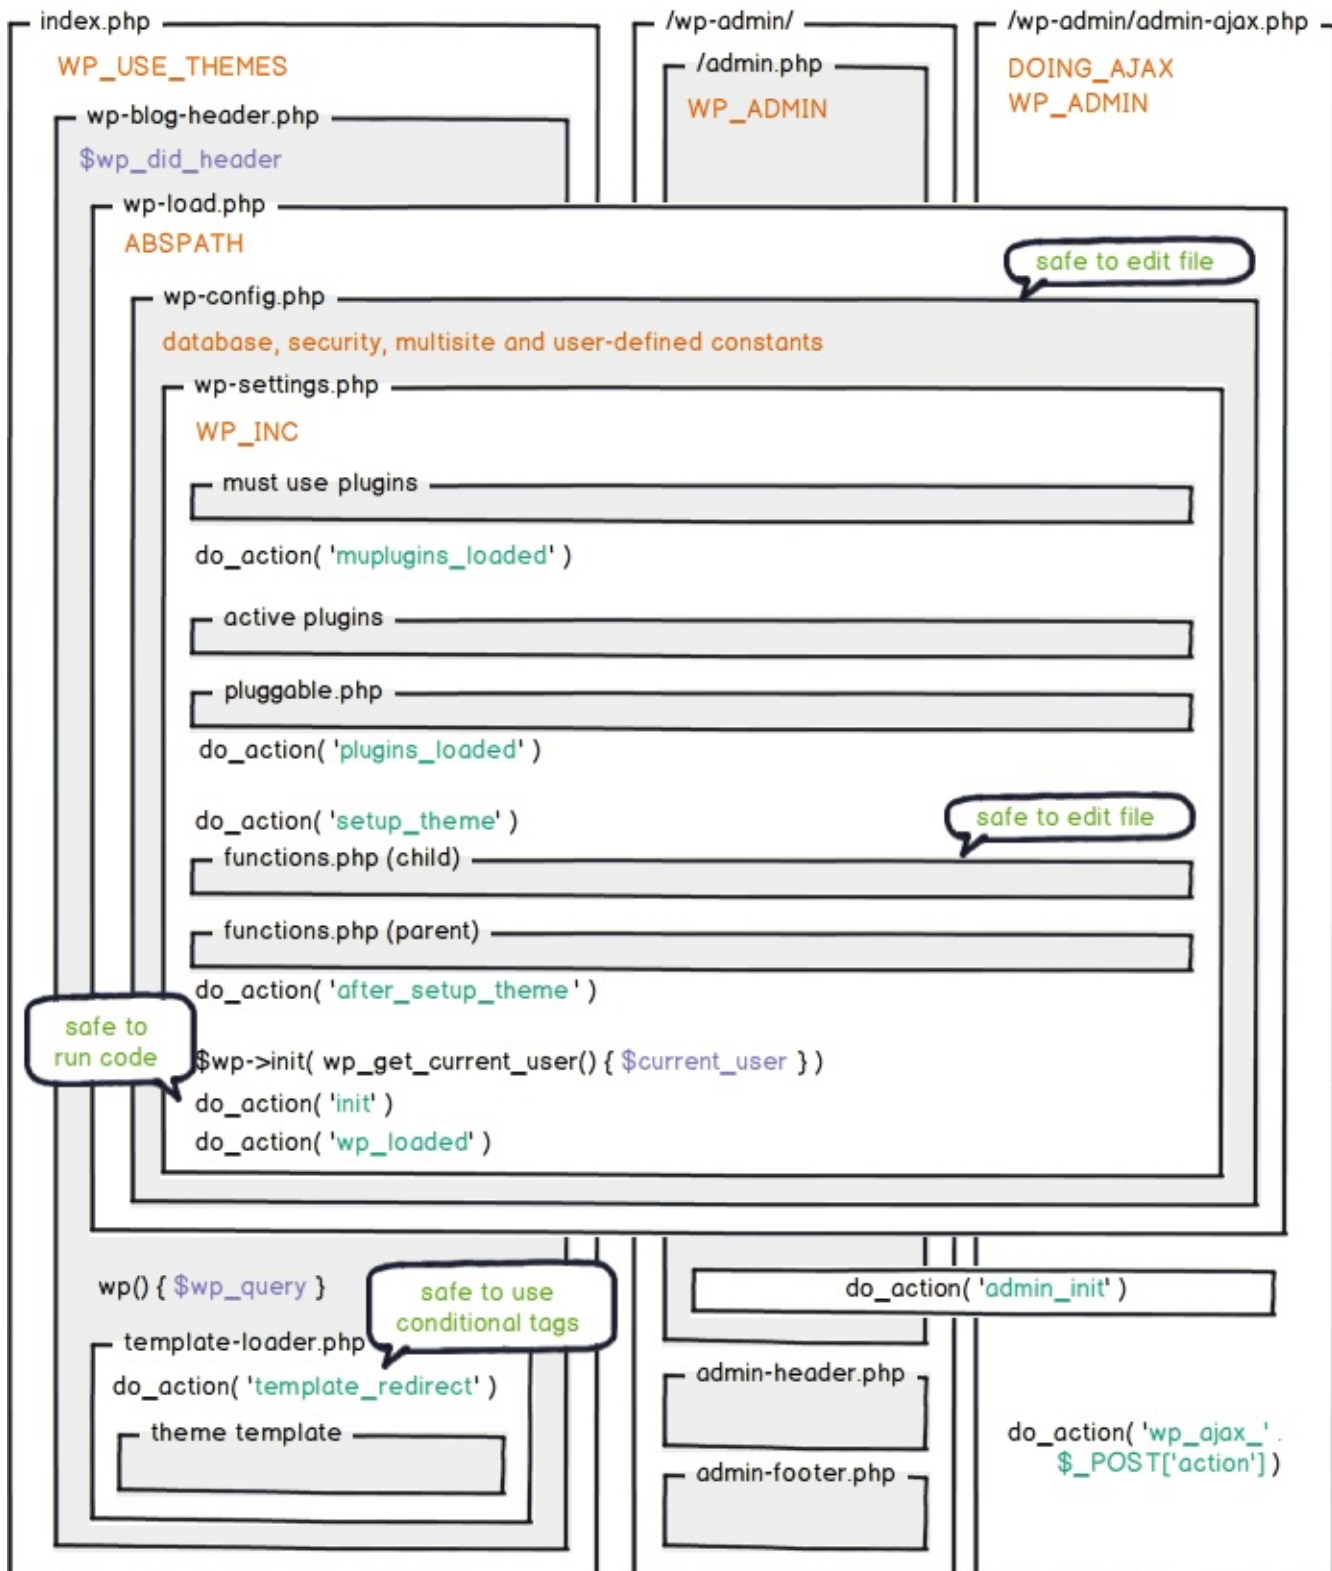 index.php
WP_USE_THEMES
wp-blog-header.php
$wp_did_header
/wp-admin/
/admin.php
WP_ADMIN
/wp-admin/admin-ajax.php
DOING_AJAX
WP_ADMIN
wp-load.php
ABSPATH
safe to edit file
wp-config.php
database, security, multisite and user-defined constants
wp-settings.php
WP_INC
must use plugins
do_action( 'muplugins_loaded' )
active plugins
pluggable.php
do_action( 'plugins_loaded' )
do_action( 'setup_theme' )
safe to edit file
functions.php (child)
functions.php (parent)
do_action( 'after_setup_theme' )
safe to
run code
$wp->init( wp_get_current_user() { $current_user } )
do_action( 'init' )
do_action( 'wp_loaded' )
wp() { $wp_query }
safe to use
conditional tags
template-loader.php
do_action( 'template_redirect' )
theme template
do_action( 'admin_init' )
admin-header.php
admin-footer.php
do_action( 'wp_ajax_' .
$_POST['action'] )